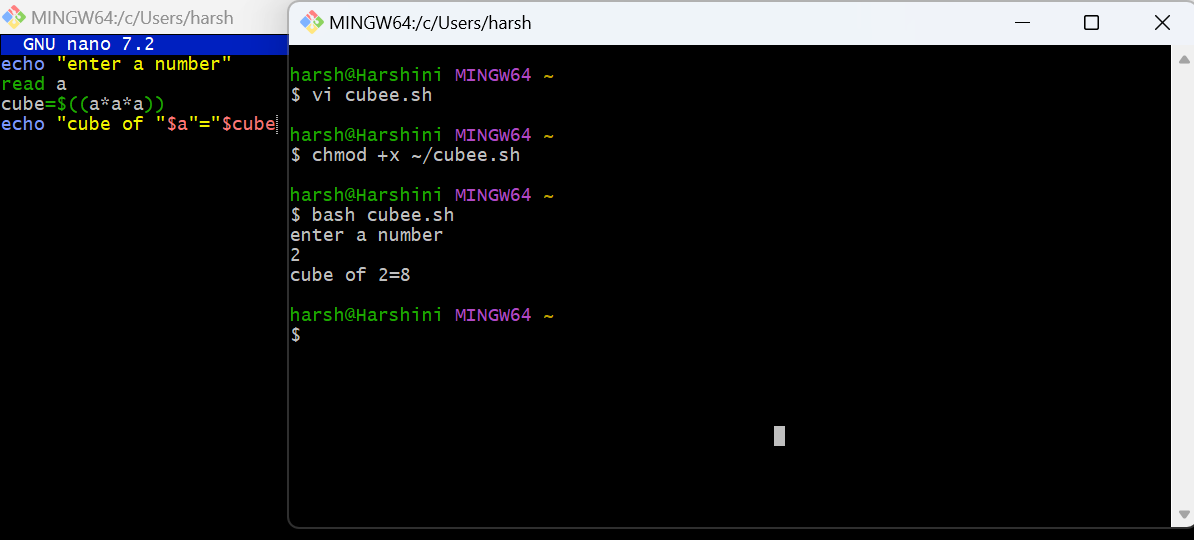 MINGW64:/c/Users/harsh
GNU nano 7.2
echo "enter a number"
read a
cube=$((a*a*a))
echo "cube of "$a"="$cube
MINGW64:/c/Users/harsh
harsh@Harshini MINGW64 ~
$ vi cubee.sh
harsh@Harshini MINGW64 ~
$ chmod +x ~/cubee.sh
harsh@Harshini MINGW64 ~
$ bash cubee.sh
enter a number
2
cube of 2=8
harsh@Harshini MINGW64 ~
$